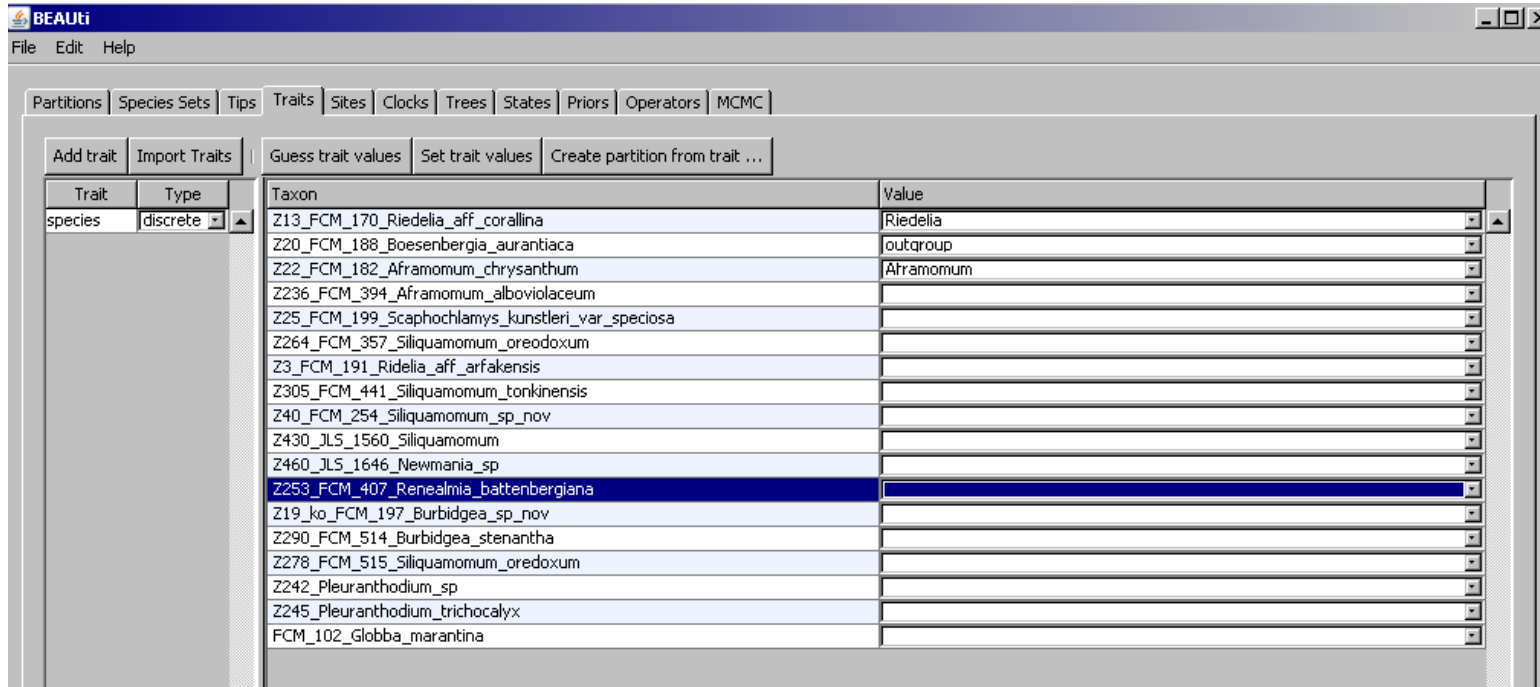 BEAUti
File Edit Help
Partitions Species Sets Tips Traits Sites Clocks Trees States Priors Operators MCMC
Add trait Import Traits Guess trait values Set trait values Create partition from trait ...
Trait Type Taxon Value
species discrete Z13_FCM_170_Riedelia_aff_corallina Riedelia
Z20_FCM_188_Boesenbergia_aurantiaca outgroup
Z22_FCM_182_Aframomum_chrysanthum Aframomum
Z236_FCM_394_Aframomum_alboviolaceum
Z25_FCM_199_Scaphochlamys_kunstleri_var_speciosa
Z264_FCM_357_Siliquamomum_oreodoxum
Z3_FCM_191_Ridelia_aff_arfakensis
Z305_FCM_441_Siliquamomum_tonkinensis
Z40_FCM_254_Siliquamomum_sp_nov
Z430_JLS_1560_Siliquamomum
Z460_JLS_1646_Newmania_sp
Z253_FCM_407_Renealmia_battenbergiana
Z19_ko_FCM_197_Burbidgea_sp_nov
Z290_FCM_514_Burbidgea_stenantha
Z278_FCM_515_Siliquamomum_oredoxum
Z242_Pleuranthodium_sp
Z245_Pleuranthodium_trichocalyx
FCM_102_Globba_marantina